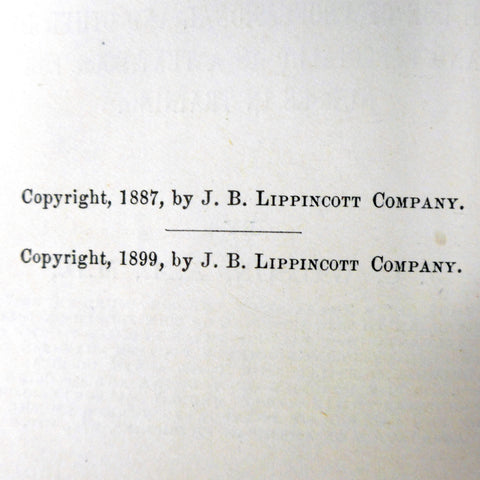 Copyright, 1887, by J. B. Lippincott Company.
Copyright, 1899, by J. B. Lippincott Company.